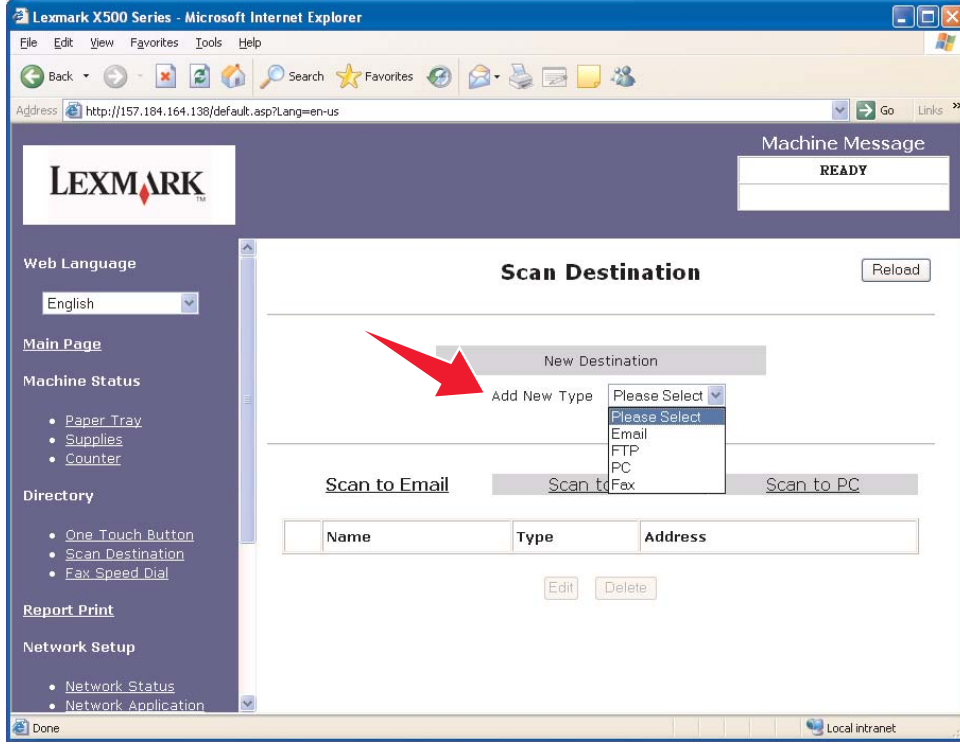 Lexmark X500 Series - Microsoft Internet Explorer
File Edit View Favorites Tools Help
Back Search Favorites
Address http://157.184.164.138/default.asp?Lang=en-us Go Links »
Machine Message
READY
LEXMARK
TM
Web Language
English
Main Page
Machine Status
Paper Tray
Supplies
Counter
Directory
One Touch Button
Scan Destination
Fax Speed Dial
Report Print
Network Setup
Network Status
Network Application
Scan Destination Reload
New Destination
Add New Type Please Select
Please Select
Email
FTP
PC
Fax
Scan to Email Scan to Scan to PC
Name Type Address
Edit Delete
Done Local intranet